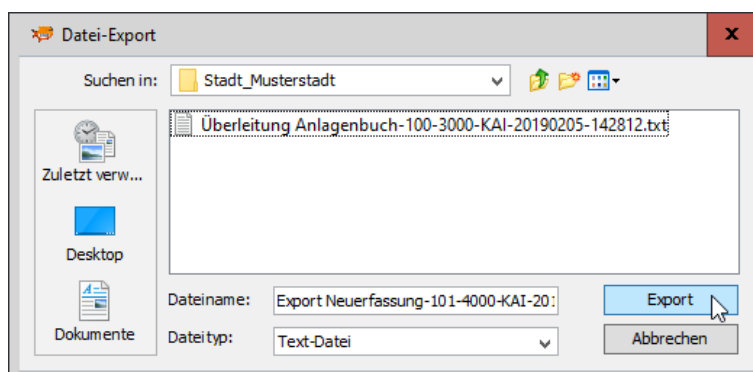 Datei-Export
Suchen in: Stadt_Musterstadt
Überleitung Anlagenbuch-100-3000-KAI-20190205-142812.txt
Zuletzt verw...
Desktop
Dokumente
Dateiname: Export Neuerfassung-101-4000-KAI-201 Export
Dateityp: Text-Datei Abbrechen